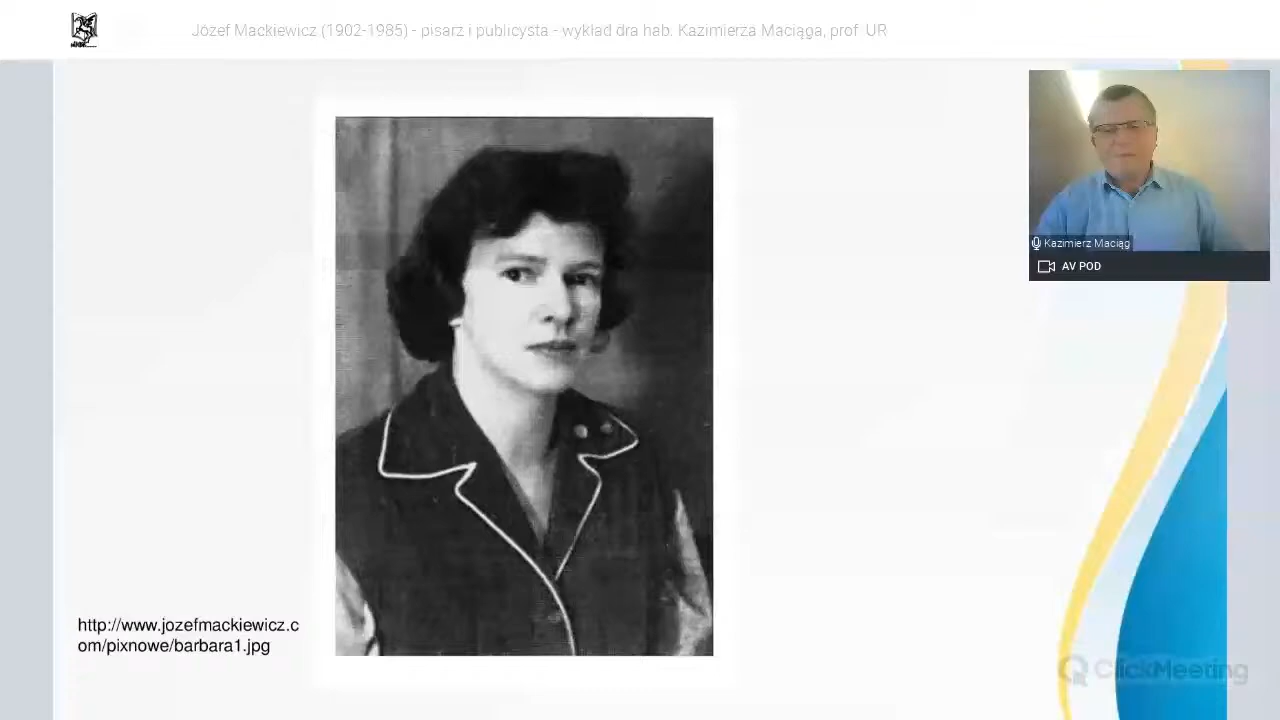 Józef Mackiewicz (1902-1985) - pisarz i publicysta - wykład dra hab. Kazimierza Maciąga, prof. UR
Kazimierz Maciąg
AV POD
http://www.jozefmackiewicz.c
om/pixnowe/barbara1.jpg
ClickMeeting